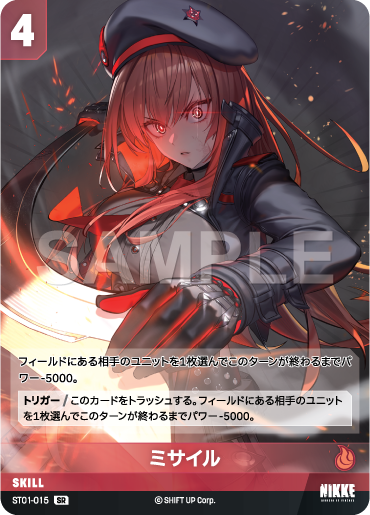 4
SAMPLE
フィールドにある相手のユニットを1枚選んでこのターンが終わるまでパ
ワー-5000。
トリガー / このカードをトラッシュする。フィールドにある相手のユニット
を1枚選んでこのターンが終わるまでパワー-5000。
ミサイル
SKILL
ST01-015 SR
© SHIFT UP Corp.
NIKKE